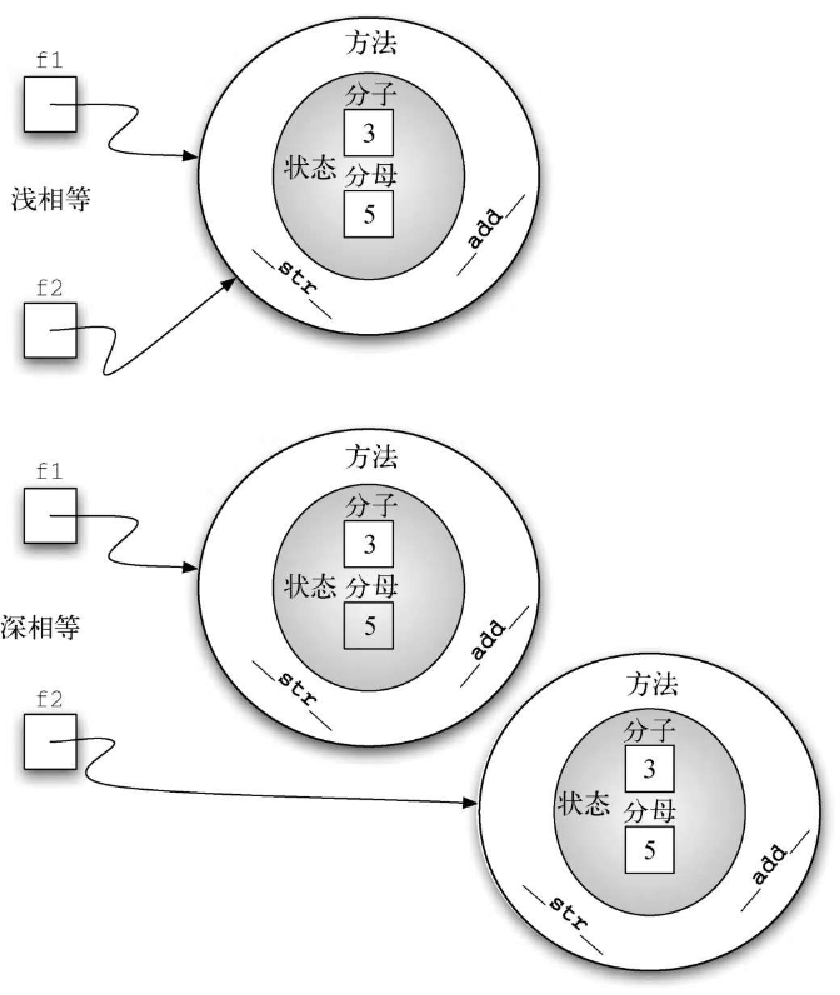 方法
f1
分子
3
状态
分母
5
浅相等
__add__
__str__
f2
方法
f1
分子
3
状态
分母
5
深相等
__add__
__str__
f2
方法
分子
3
状态
分母
5
__add__
__str__